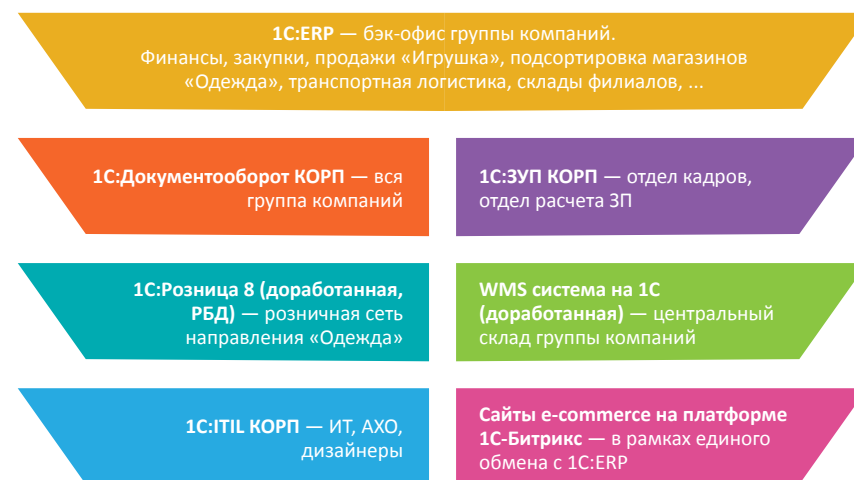 1С:ERP — бэк-офис группы компаний.
Финансы, закупки, продажи «Игрушка», подсортировка магазинов
«Одежда», транспортная логистика, склады филиалов, ...
1С:Документооборот КОРП — вся
группа компаний
1С:ЗУП КОРП — отдел кадров,
отдел расчета ЗП
1С:Розница 8 (доработанная,
РБД) — розничная сеть
направления «Одежда»
WMS система на 1С
(доработанная) — центральный
склад группы компаний
1С:ITIL КОРП — ИТ, АХО,
дизайнеры
Сайты e-commerce на платформе
1С-Битрикс — в рамках единого
обмена с 1С:ERP